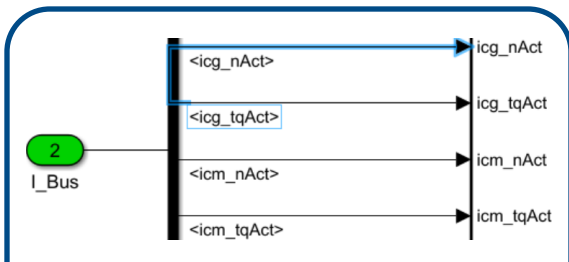 icg_nAct
<icg_nAct>
icg_tqAct
<icg_tqAct>
2
icm_nAct
<icm_nAct>
I_Bus
icm_tqAct
<icm_tqAct>